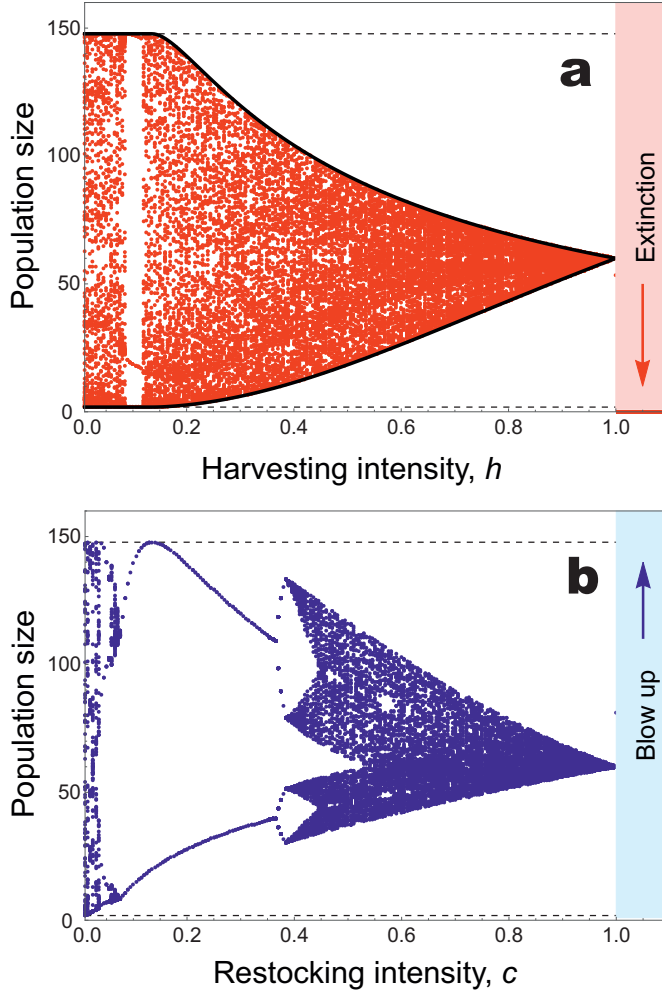 150
a
100
Population size
50
Extinction
0
0.0 0.2 0.4 0.6 0.8 1.0
Harvesting intensity, h
150
b
100
Population size
50
Blow up
0
0.0 0.2 0.4 0.6 0.8 1.0
Restocking intensity, c